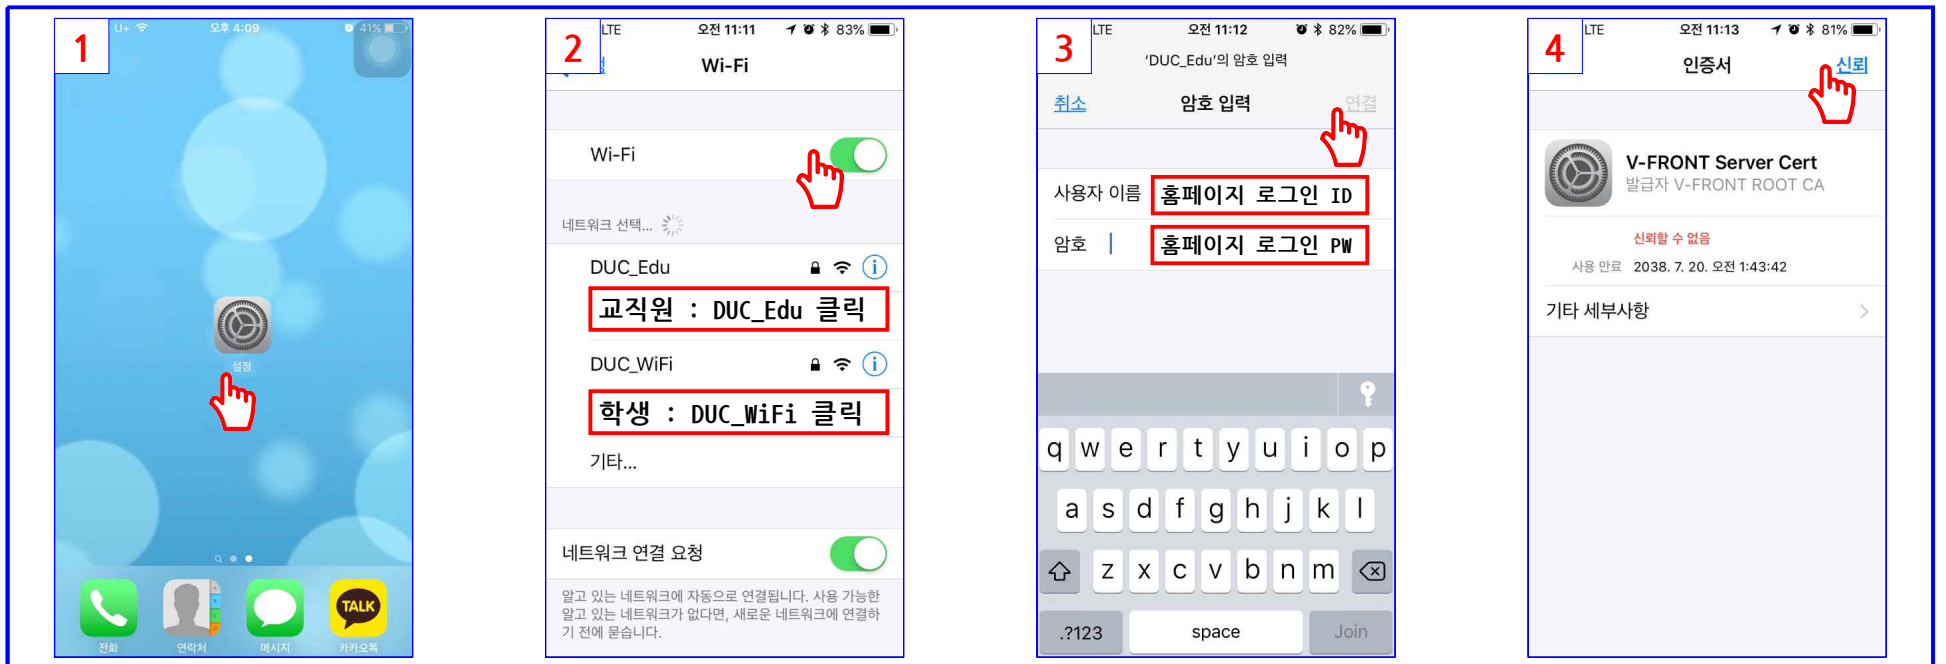 1
U+
오후 4:09
41%
설정
전화
연락처
메시지
TALK
카카오톡
2
LTE
오전 11:11
83%
Wi-Fi
Wi-Fi
네트워크 선택...
DUC_Edu
교직원 : DUC_Edu 클릭
DUC_WiFi
학생 : DUC_WiFi 클릭
기타...
네트워크 연결 요청
알고 있는 네트워크에 자동으로 연결됩니다. 사용 가능한
알고 있는 네트워크가 없다면, 새로운 네트워크에 연결하
기 전에 묻습니다.
3
LTE
오전 11:12
82%
'DUC_Edu'의 암호 입력
취소
암호 입력
연결
사용자 이름
홈페이지 로그인 ID
암호
홈페이지 로그인 PW
q w e r t y u i o p
a s d f g h j k l
z x c v b n m
.?123
space
Join
4
LTE
오전 11:13
81%
인증서
신뢰
V-FRONT Server Cert
발급자 V-FRONT ROOT CA
신뢰할 수 없음
사용 만료 2038. 7. 20. 오전 1:43:42
기타 세부사항